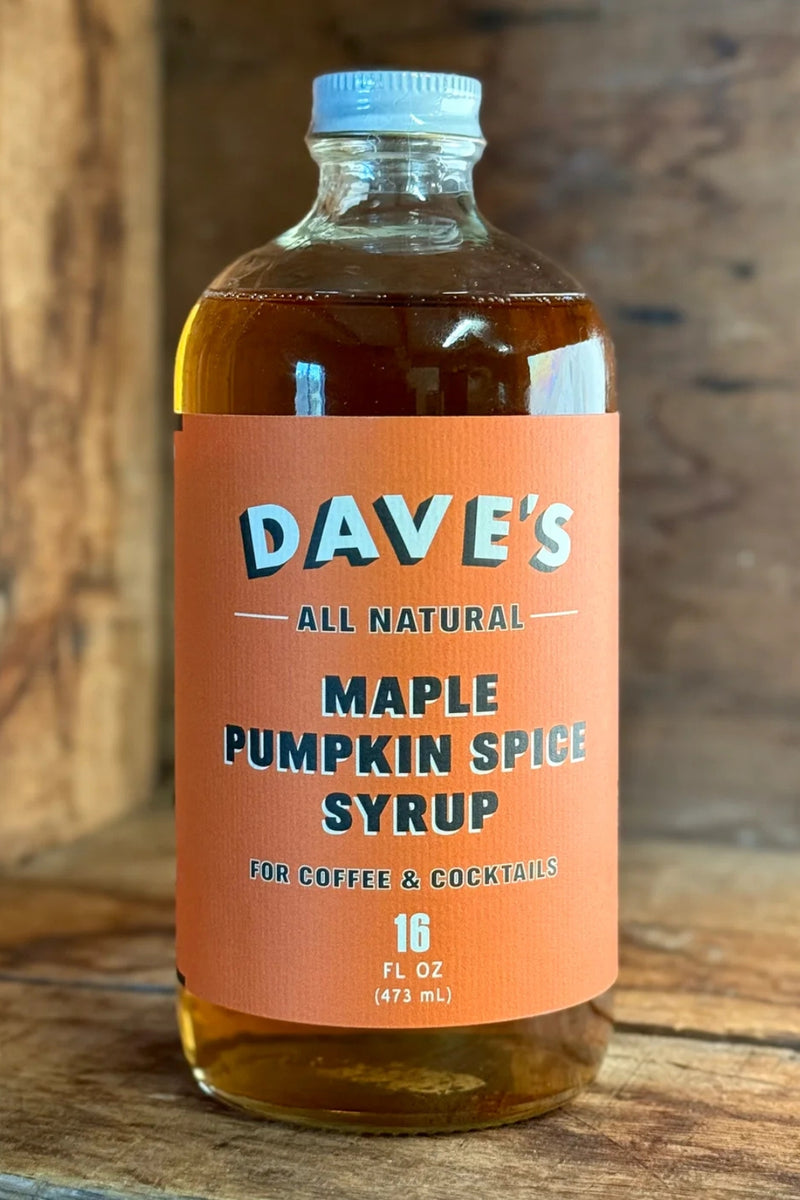 DAVE'S
ALL NATURAL
MAPLE
PUMPKIN SPICE
SYRUP
FOR COFFEE & COCKTAILS
16
FL OZ
(473 mL)